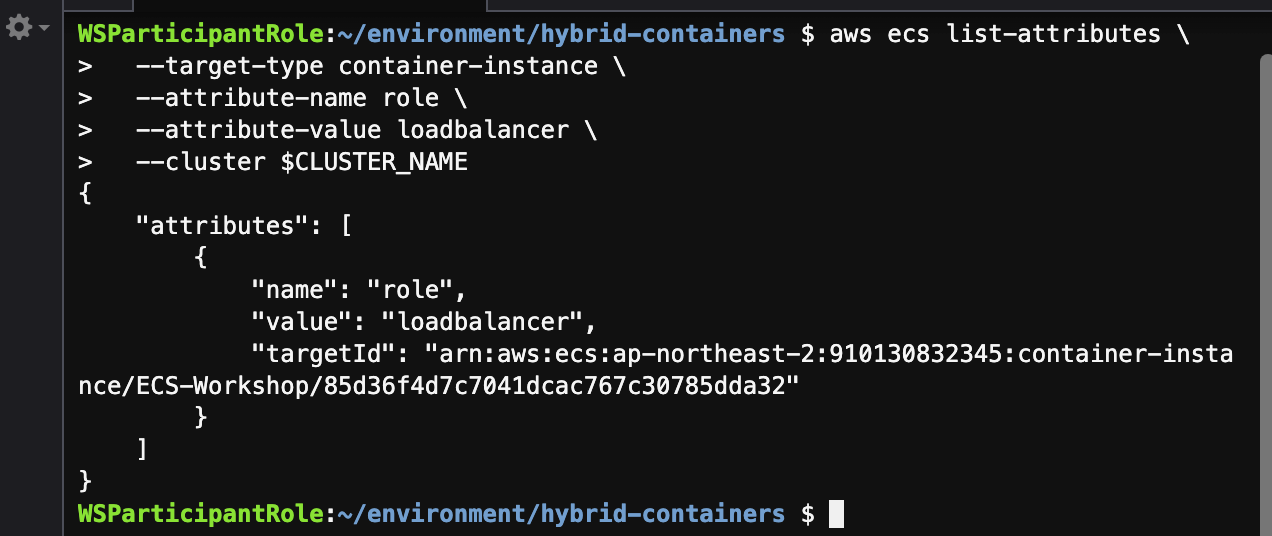 WSParticipantRole:~/environment/hybrid-containers $ aws ecs list-attributes \
>   --target-type container-instance \
>   --attribute-name role \
>   --attribute-value loadbalancer \
>   --cluster $CLUSTER_NAME
{
    "attributes": [
        {
            "name": "role",
            "value": "loadbalancer",
            "targetId": "arn:aws:ecs:ap-northeast-2:910130832345:container-insta
nce/ECS-Workshop/85d36f4d7c7041dcac767c30785dda32"
        }
    ]
}
WSParticipantRole:~/environment/hybrid-containers $